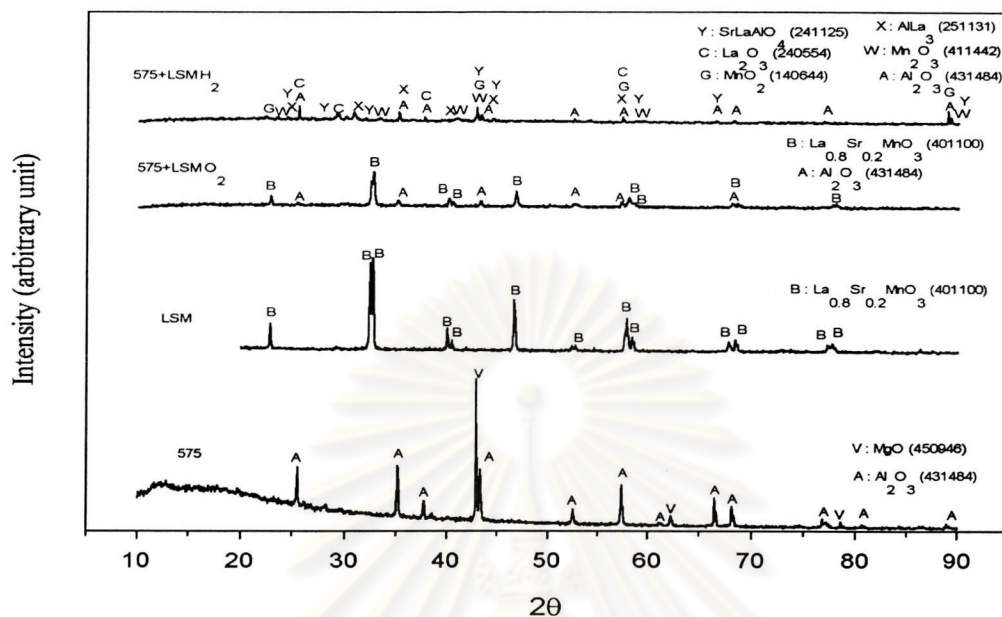 Y : SrLaAlO4 (241125) X : AlLa3 (251131)
C : La2O3 (240554) W : Mn2O3 (411442)
G : MnO2 (140644) A : Al2O3 (431484)
575+LSM H2
G W Y X C A Y C X Y W X A C A X W Y G W A X Y A C G X A Y W Y A A A G A Y W
B : La0.8Sr0.2MnO3 (401100)
A : Al2O3 (431484)
575+LSM O2
B A B A B B A B A A B B B A B
B : La0.8Sr0.2MnO3 (401100)
LSM
B B B B B B B B B B B B B
V : MgO (450946)
A : Al2O3 (431484)
575
A A A V A A A A V A A A V A A
Intensity (arbitrary unit)
10 20 30 40 50 60 70 80 90
2θ